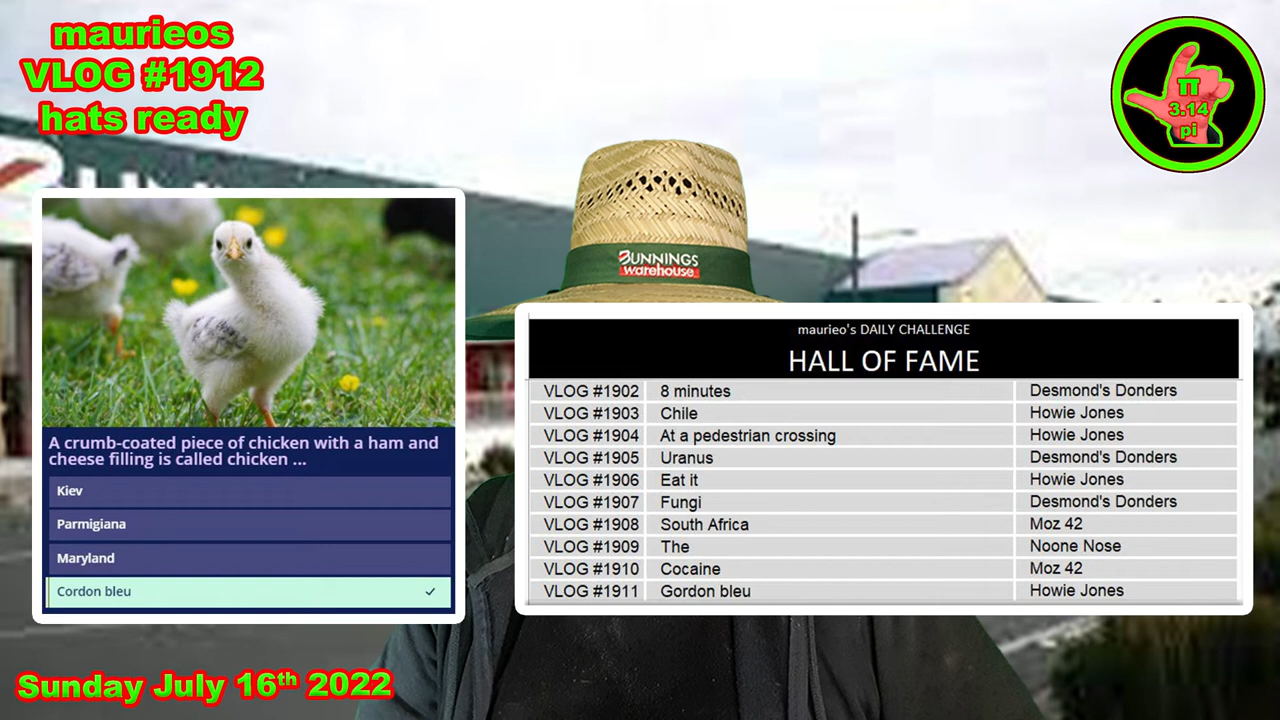 maurieos
VLOG #1912
hats ready
π
3.14
pi
BUNNINGS
warehouse
A crumb-coated piece of chicken with a ham and
cheese filling is called chicken ...
Kiev
Parmigiana
Maryland
Cordon bleu
maurieo's DAILY CHALLENGE
HALL OF FAME
VLOG #1902 8 minutes Desmond's Donders
VLOG #1903 Chile Howie Jones
VLOG #1904 At a pedestrian crossing Howie Jones
VLOG #1905 Uranus Desmond's Donders
VLOG #1906 Eat it Howie Jones
VLOG #1907 Fungi Desmond's Donders
VLOG #1908 South Africa Moz 42
VLOG #1909 The Noone Nose
VLOG #1910 Cocaine Moz 42
VLOG #1911 Gordon bleu Howie Jones
Sunday July 16th 2022